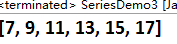 <terminated> SeriesDemo3 [Ja
[7, 9, 11, 13, 15, 17]